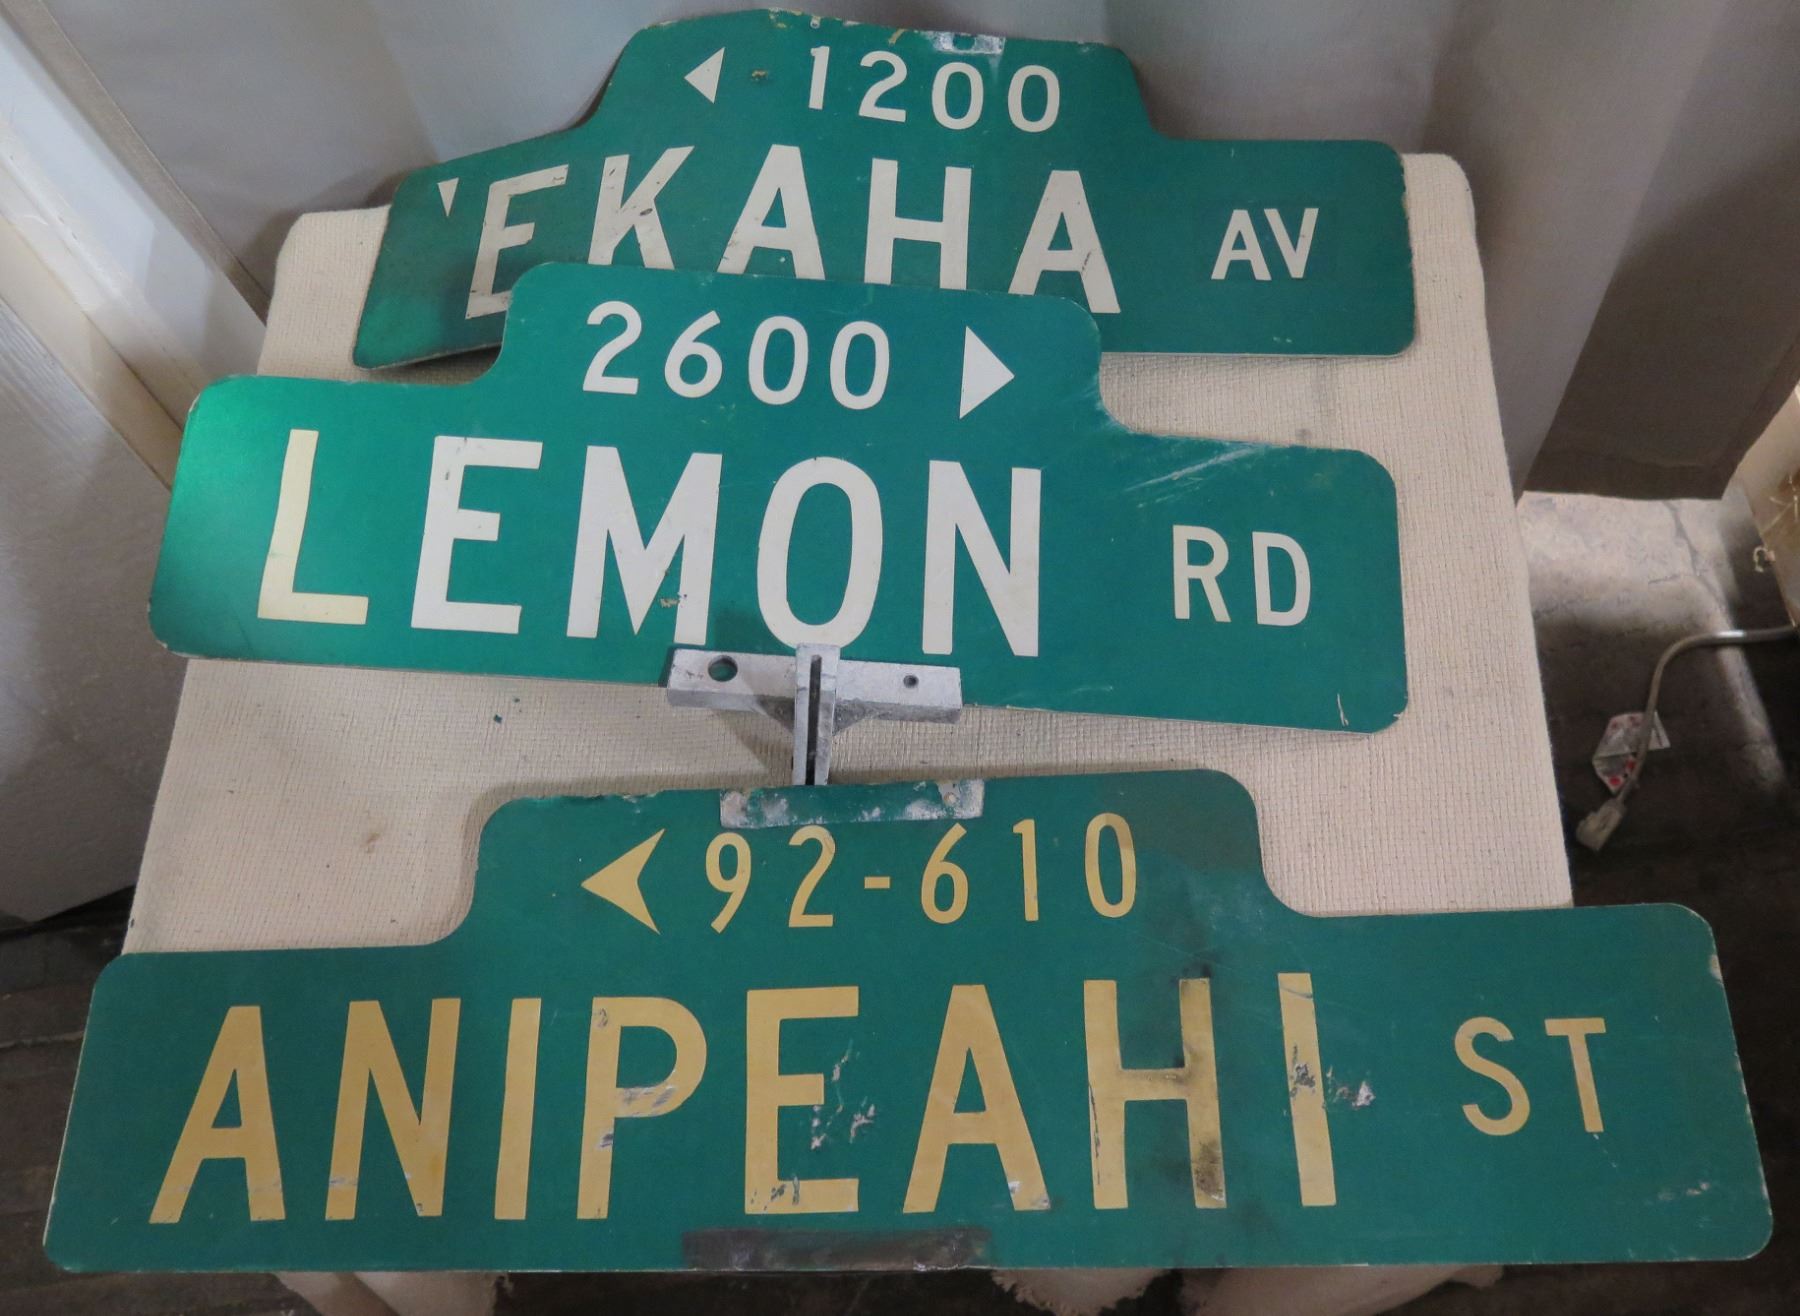 1200
'EKAHA AV
2600
LEMON RD
92-610
ANIPEAHI ST